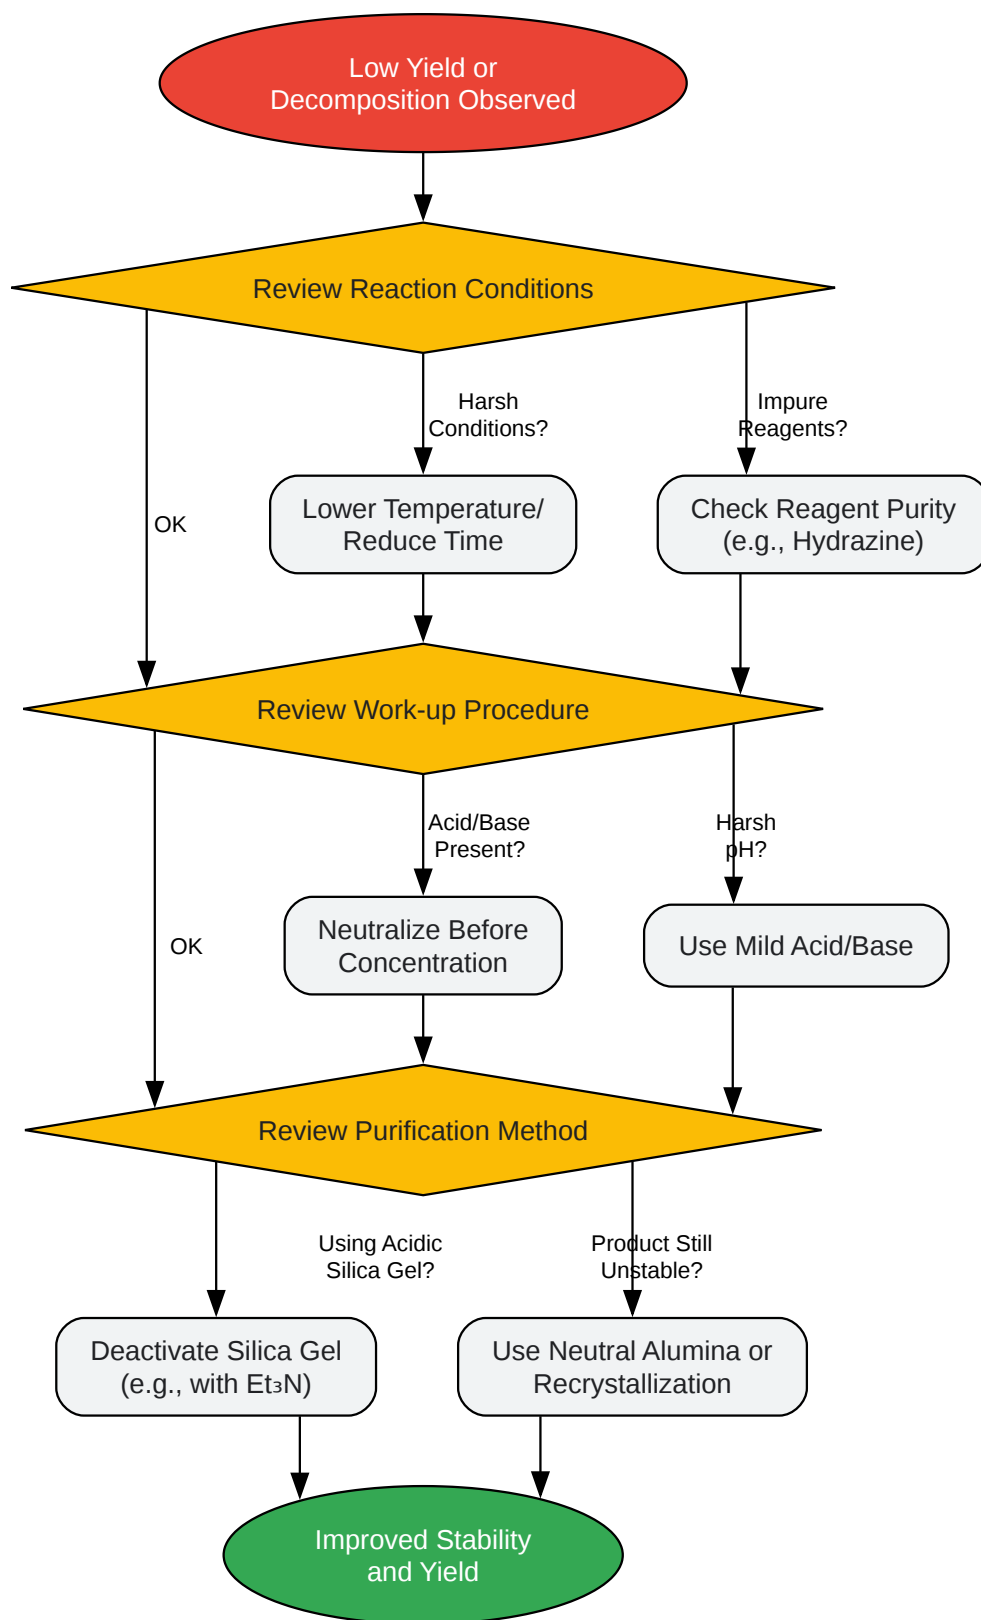 Low Yield or
Decomposition Observed
Review Reaction Conditions
Harsh
Conditions?
Impure
Reagents?
OK
Lower Temperature/
Reduce Time
Check Reagent Purity
(e.g., Hydrazine)
Review Work-up Procedure
Acid/Base
Present?
Harsh
pH?
OK
Neutralize Before
Concentration
Use Mild Acid/Base
Review Purification Method
Using Acidic
Silica Gel?
Product Still
Unstable?
Deactivate Silica Gel
(e.g., with Et₃N)
Use Neutral Alumina or
Recrystallization
Improved Stability
and Yield